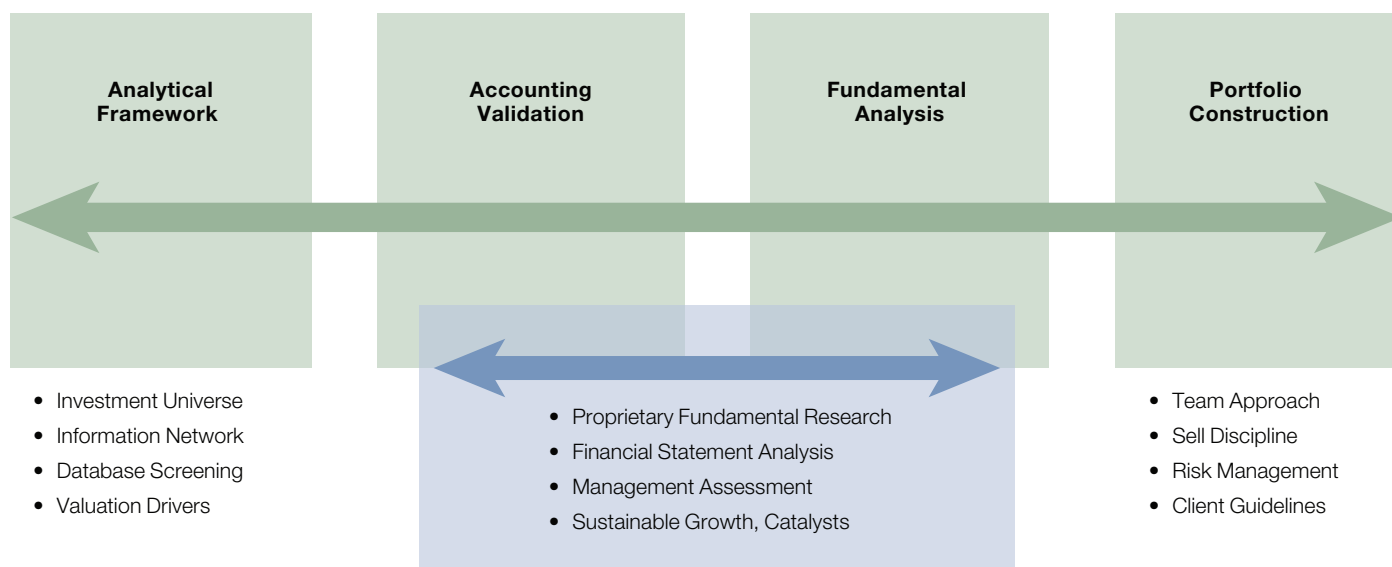 Analytical
Framework
Accounting
Validation
Fundamental
Analysis
Portfolio
Construction
• Investment Universe
• Information Network
• Database Screening
• Valuation Drivers
• Proprietary Fundamental Research
• Financial Statement Analysis
• Management Assessment
• Sustainable Growth, Catalysts
• Team Approach
• Sell Discipline
• Risk Management
• Client Guidelines